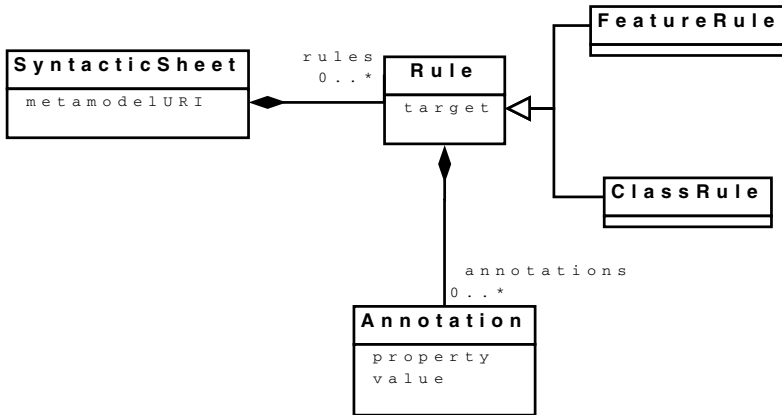 FeatureRule
SyntacticSheet
metamodelURI
rules
0..*
Rule
target
ClassRule
annotations
0..*
Annotation
property
value